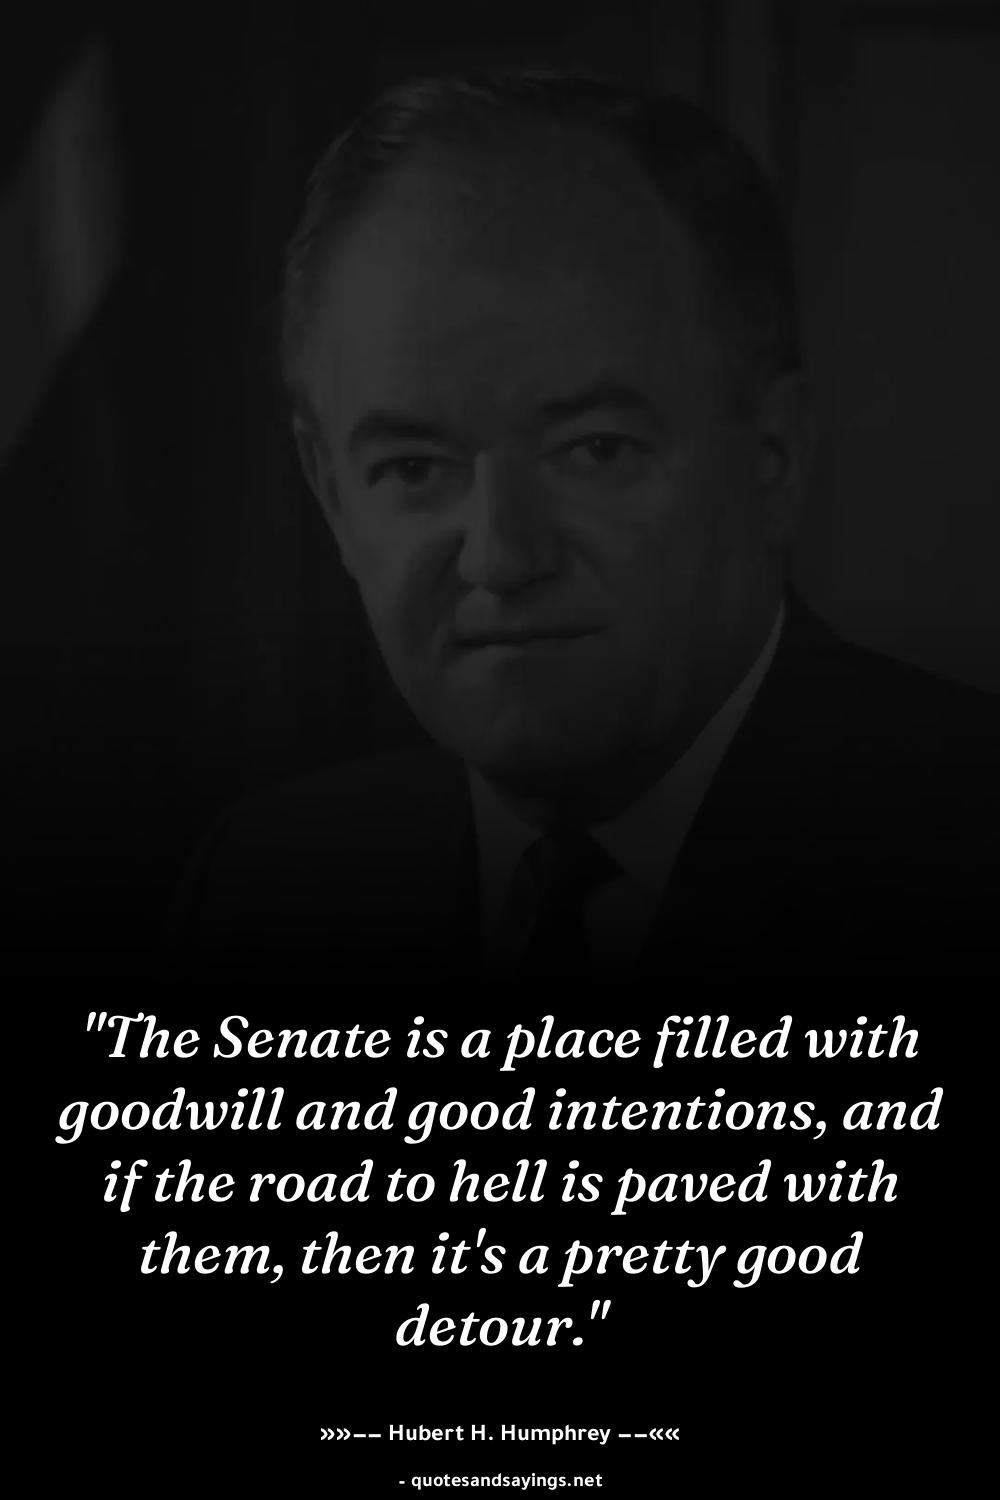 "The Senate is a place filled with
goodwill and good intentions, and
if the road to hell is paved with
them, then it's a pretty good
detour."
»»−− Hubert H. Humphrey −−««
- quotesandsayings.net